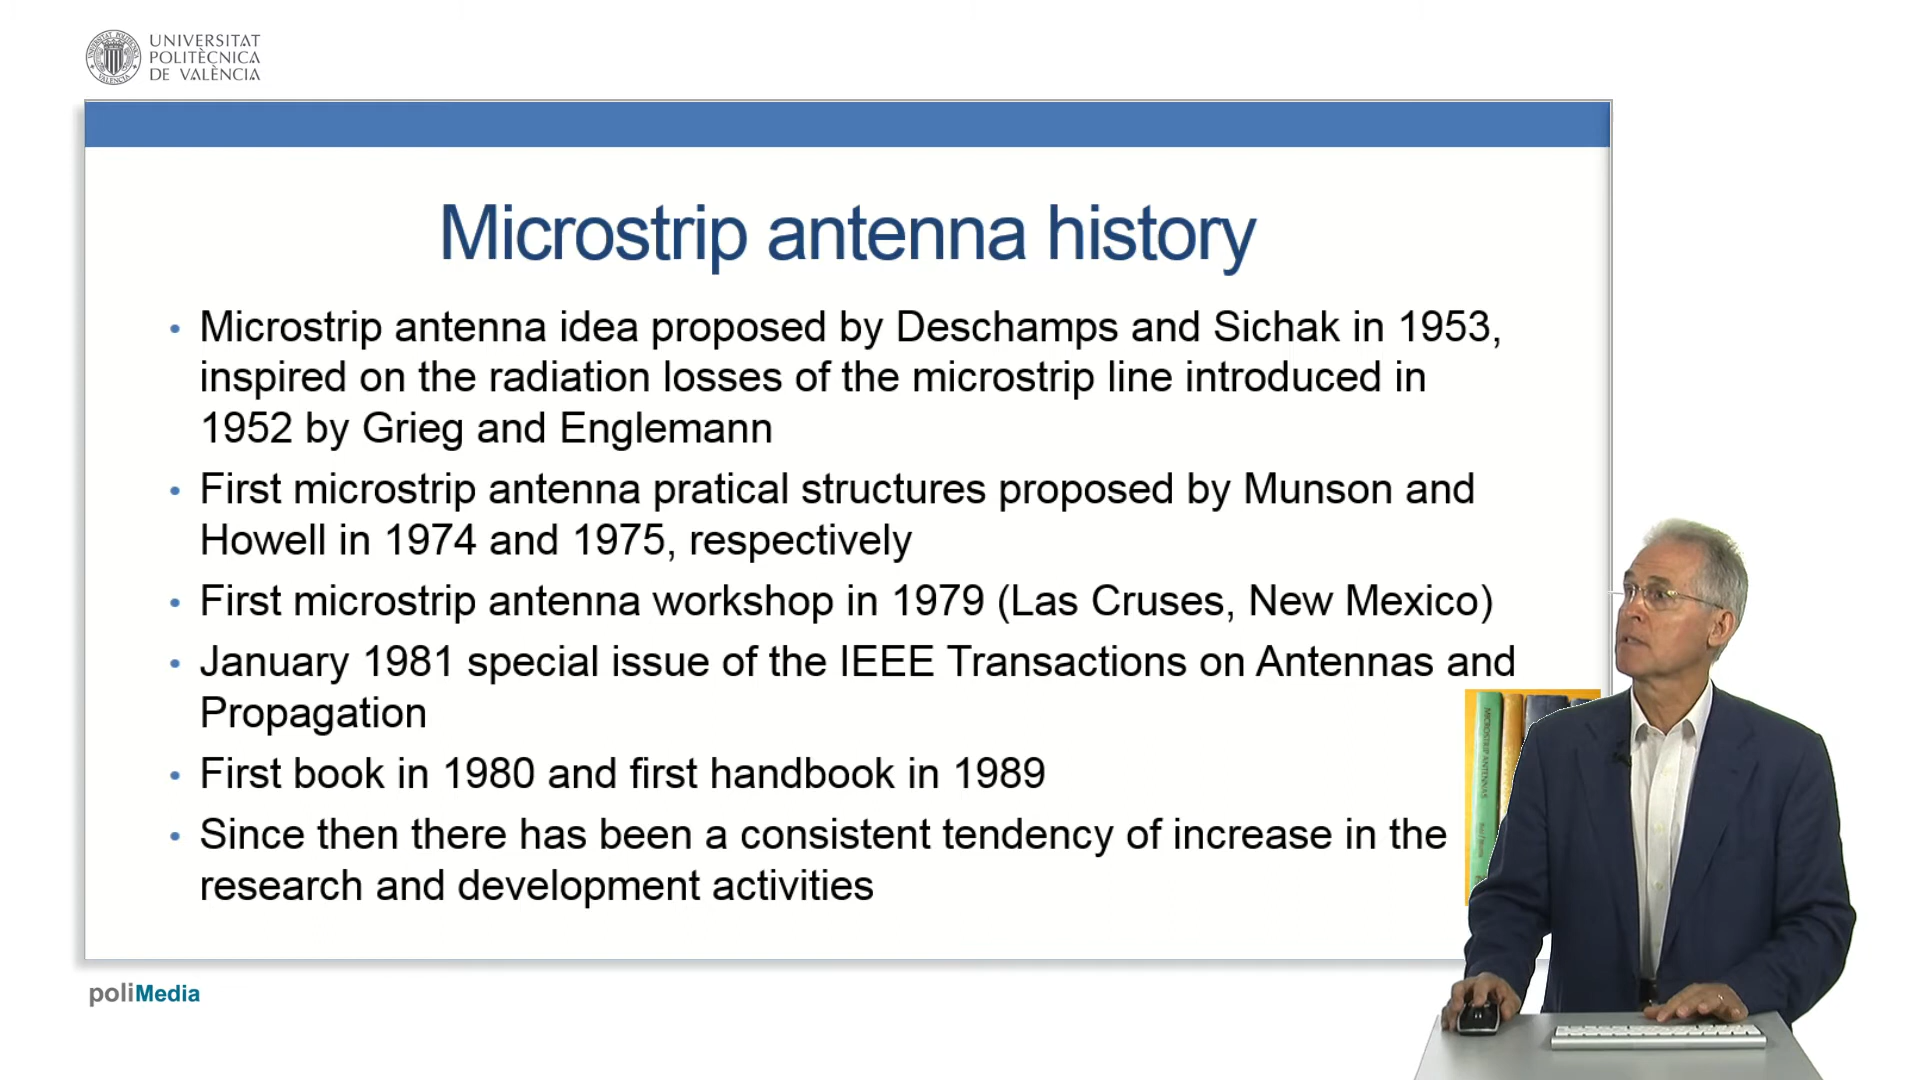 UNIVERSITAT
POLITÈCNICA
DE VALÈNCIA
Microstrip antenna history
• Microstrip antenna idea proposed by Deschamps and Sichak in 1953,
inspired on the radiation losses of the microstrip line introduced in
1952 by Grieg and Englemann
• First microstrip antenna pratical structures proposed by Munson and
Howell in 1974 and 1975, respectively
• First microstrip antenna workshop in 1979 (Las Cruses, New Mexico)
• January 1981 special issue of the IEEE Transactions on Antennas and
Propagation
• First book in 1980 and first handbook in 1989
• Since then there has been a consistent tendency of increase in the
research and development activities
MICROSTRIP ANTENNAS
poliMedia